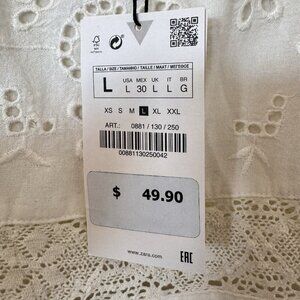 TALLA / SIZE / TAMANHO / TAILLE / MAAT / МЕГЕӨОЕ
L
USA MEX UK IT BR
L 30 L L G
XS S M L XL XXL
ART.: 0881 / 130 / 250
00881130250042
$ 49.90
www.zara.com
EAC